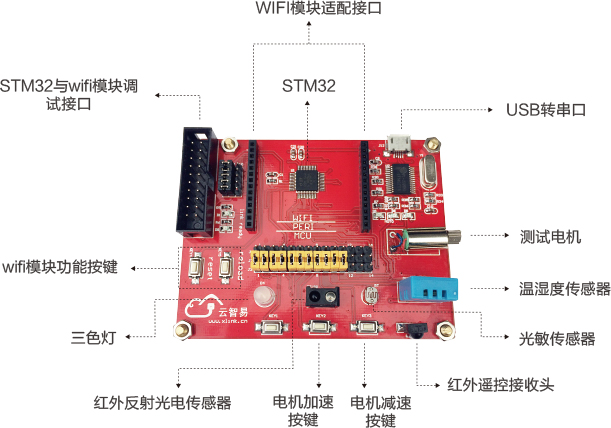 WIFI模块适配接口
STM32与wifi模块调
试接口
STM32
USB转串口
测试电机
WIFI
PERI
MCU
wifi模块功能按键
reset
reload
温湿度传感器
云智易
www.xlink.cn
KEY1
KEY2
KEY3
三色灯
光敏传感器
红外反射光电传感器
电机加速
按键
电机减速
按键
红外遥控接收头